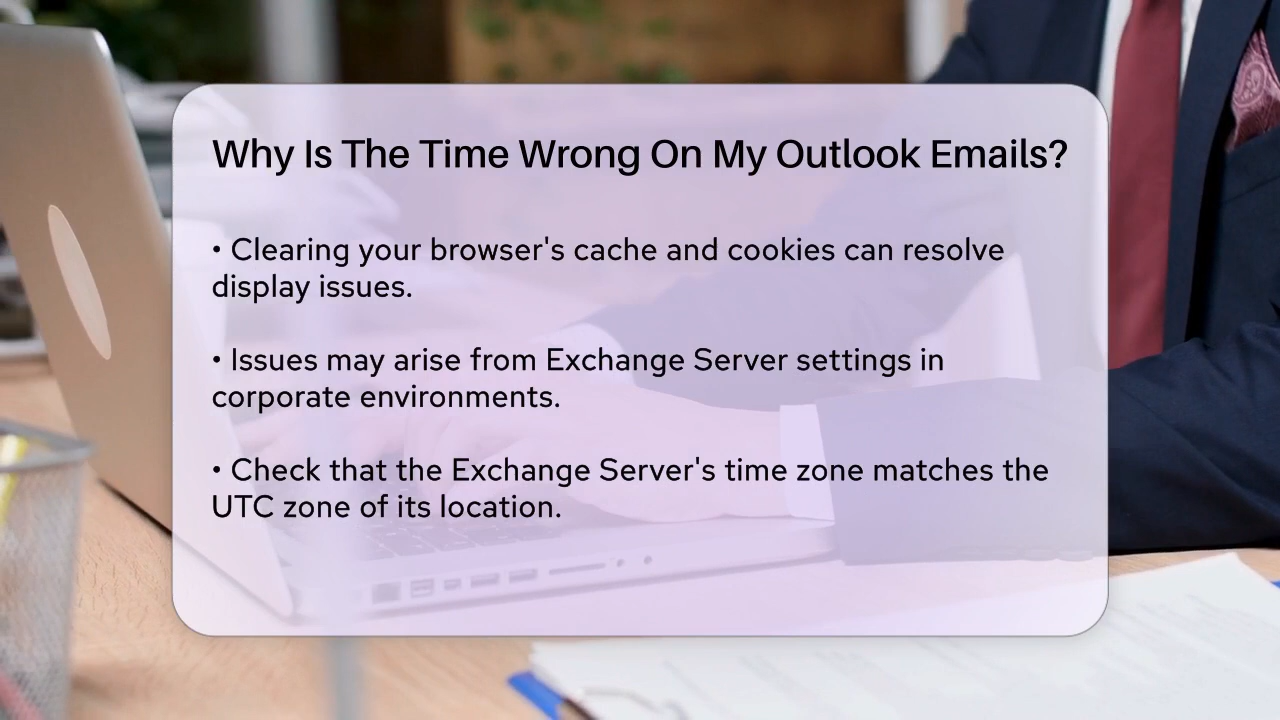 Why Is The Time Wrong On My Outlook Emails?
• Clearing your browser's cache and cookies can resolve
display issues.
• Issues may arise from Exchange Server settings in
corporate environments.
• Check that the Exchange Server's time zone matches the
UTC zone of its location.